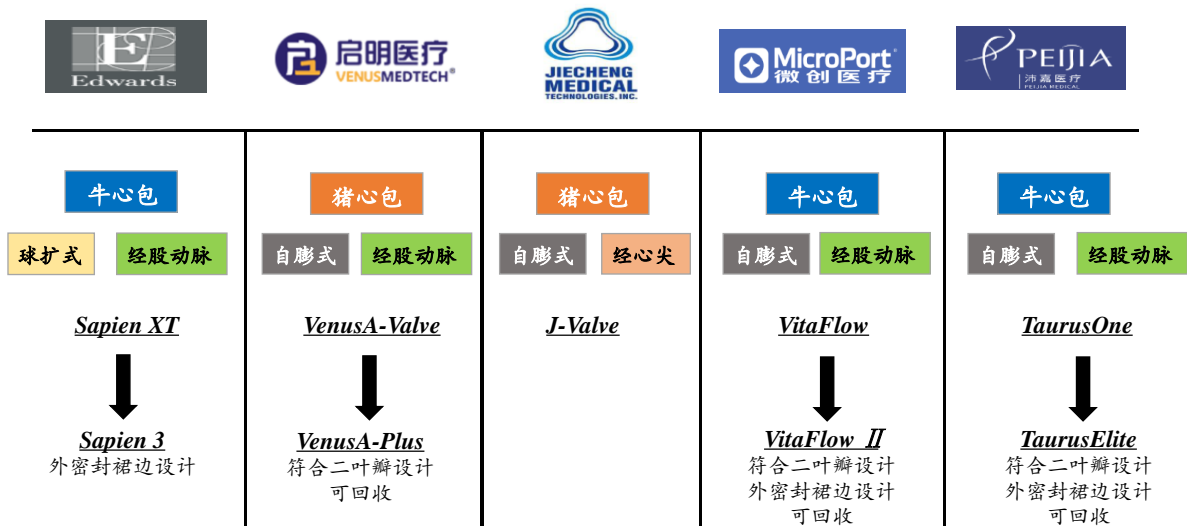 E
Edwards
启明医疗
VENUSMEDTECH®
JIECHENG
MEDICAL
TECHNOLOGIES. INC.
MicroPort®
微创医疗
PEIJIA
沛嘉医疗
PEIJIA MEDICAL
牛心包
猪心包
猪心包
牛心包
牛心包
球扩式
经股动脉
自膨式
经股动脉
自膨式
经心尖
自膨式
经股动脉
自膨式
经股动脉
Sapien XT
VenusA-Valve
J-Valve
VitaFlow
TaurusOne
Sapien 3
外密封裙边设计
VenusA-Plus
符合二叶瓣设计
可回收
VitaFlow Ⅱ
符合二叶瓣设计
外密封裙边设计
可回收
TaurusElite
符合二叶瓣设计
外密封裙边设计
可回收